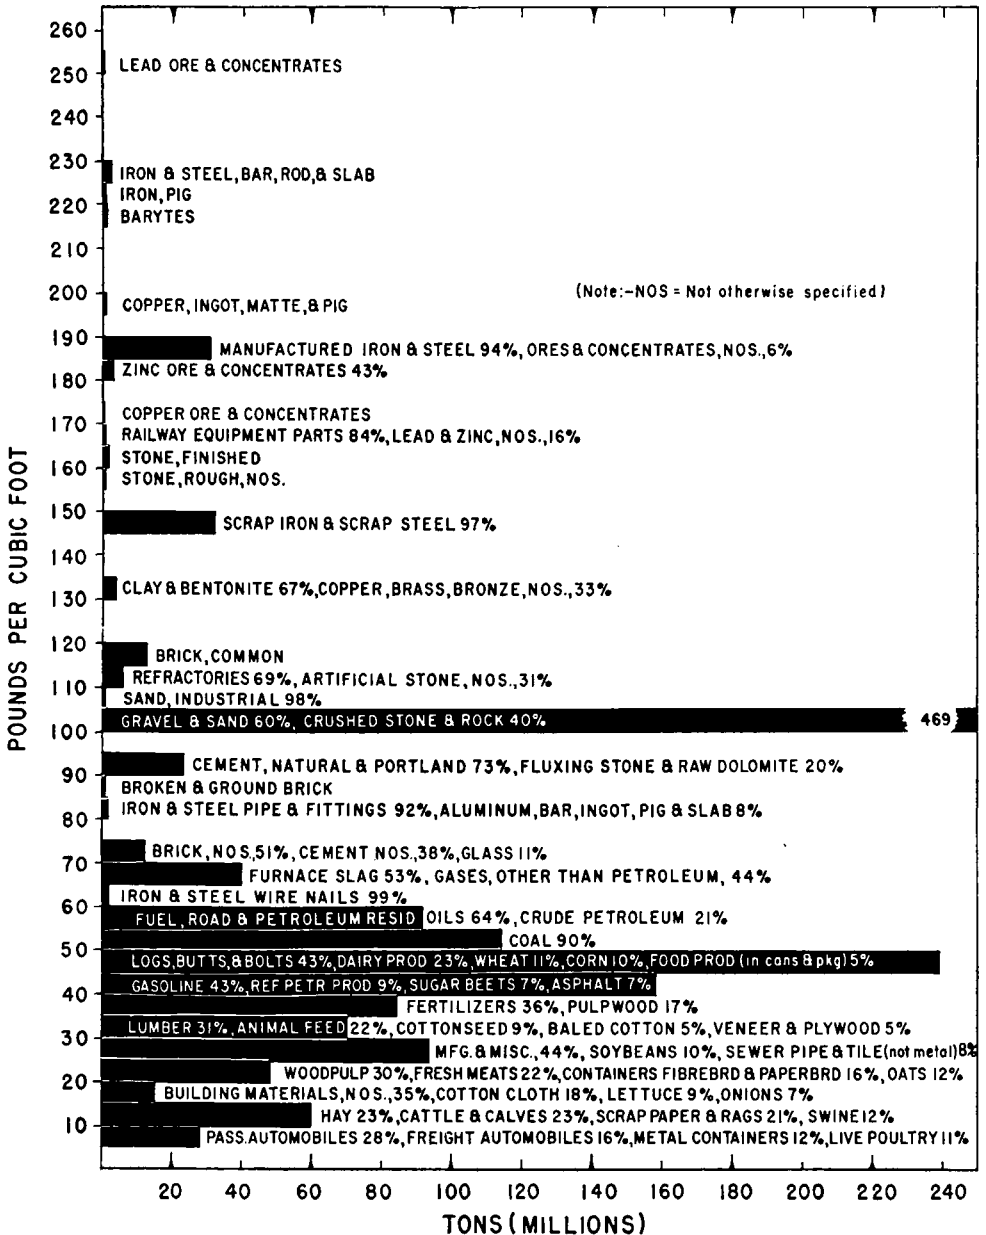 260
LEAD ORE & CONCENTRATES
250
240
230
IRON & STEEL, BAR, ROD, & SLAB
IRON, PIG
220
BARYTES
210
200
(Note:-NOS = Not otherwise specified)
COPPER, INGOT, MATTE, & PIG
190
MANUFACTURED IRON & STEEL 94%, ORES & CONCENTRATES, NOS., 6%
ZINC ORE & CONCENTRATES 43%
180
COPPER ORE & CONCENTRATES
170
RAILWAY EQUIPMENT PARTS 84%, LEAD & ZINC, NOS., 16%
STONE, FINISHED
160
STONE, ROUGH, NOS.
150
SCRAP IRON & SCRAP STEEL 97%
140
CLAY & BENTONITE 67%, COPPER, BRASS, BRONZE, NOS., 33%
130
120
BRICK, COMMON
REFRACTORIES 69%, ARTIFICIAL STONE, NOS., 31%
110
SAND, INDUSTRIAL 98%
GRAVEL & SAND 60%, CRUSHED STONE & ROCK 40%
469
100
CEMENT, NATURAL & PORTLAND 73%, FLUXING STONE & RAW DOLOMITE 20%
90
BROKEN & GROUND BRICK
IRON & STEEL PIPE & FITTINGS 92%, ALUMINUM, BAR, INGOT, PIG & SLAB 8%
80
BRICK, NOS. 51%, CEMENT NOS., 38%, GLASS 11%
70
FURNACE SLAG 53%, GASES, OTHER THAN PETROLEUM, 44%
IRON & STEEL WIRE NAILS 99%
60
FUEL, ROAD & PETROLEUM RESID OILS 64%, CRUDE PETROLEUM 21%
COAL 90%
50
LOGS, BUTTS, & BOLTS 43%, DAIRY PROD 23%, WHEAT 11%, CORN 10%, FOOD PROD (in cans & pkg) 5%
GASOLINE 43%, REF PETR PROD 9%, SUGAR BEETS 7%, ASPHALT 7%
40
FERTILIZERS 36%, PULPWOOD 17%
LUMBER 31%, ANIMAL FEED 22%, COTTONSEED 9%, BALED COTTON 5%, VENEER & PLYWOOD 5%
30
MFG. & MISC., 44%, SOYBEANS 10%, SEWER PIPE & TILE (not metal) 8%
WOODPULP 30%, FRESH MEATS 22%, CONTAINERS FIBREBRD & PAPERBRD 16%, OATS 12%
20
BUILDING MATERIALS, NOS., 35%, COTTON CLOTH 18%, LETTUCE 9%, ONIONS 7%
HAY 23%, CATTLE & CALVES 23%, SCRAP PAPER & RAGS 21%, SWINE 12%
10
PASS. AUTOMOBILES 28%, FREIGHT AUTOMOBILES 16%, METAL CONTAINERS 12%, LIVE POULTRY 11%
POUNDS PER CUBIC FOOT
20 40 60 80 100 120 140 160 180 200 220 240
TONS (MILLIONS)